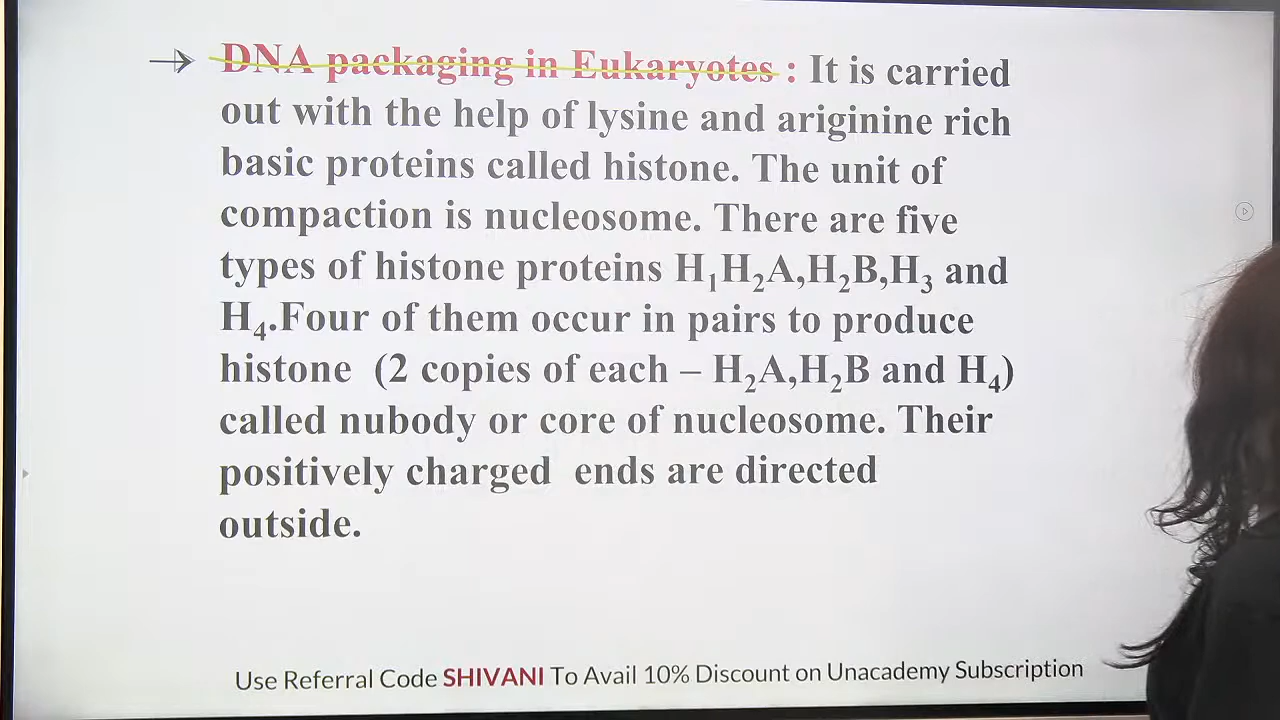 DNA packaging in Eukaryotes : It is carried
out with the help of lysine and ariginine rich
basic proteins called histone. The unit of
compaction is nucleosome. There are five
types of histone proteins H₁H₂A,H₂B,H₃ and
H₄.Four of them occur in pairs to produce
histone (2 copies of each – H₂A,H₂B and H₄)
called nubody or core of nucleosome. Their
positively charged ends are directed
outside.
Use Referral Code SHIVANI To Avail 10% Discount on Unacademy Subscription